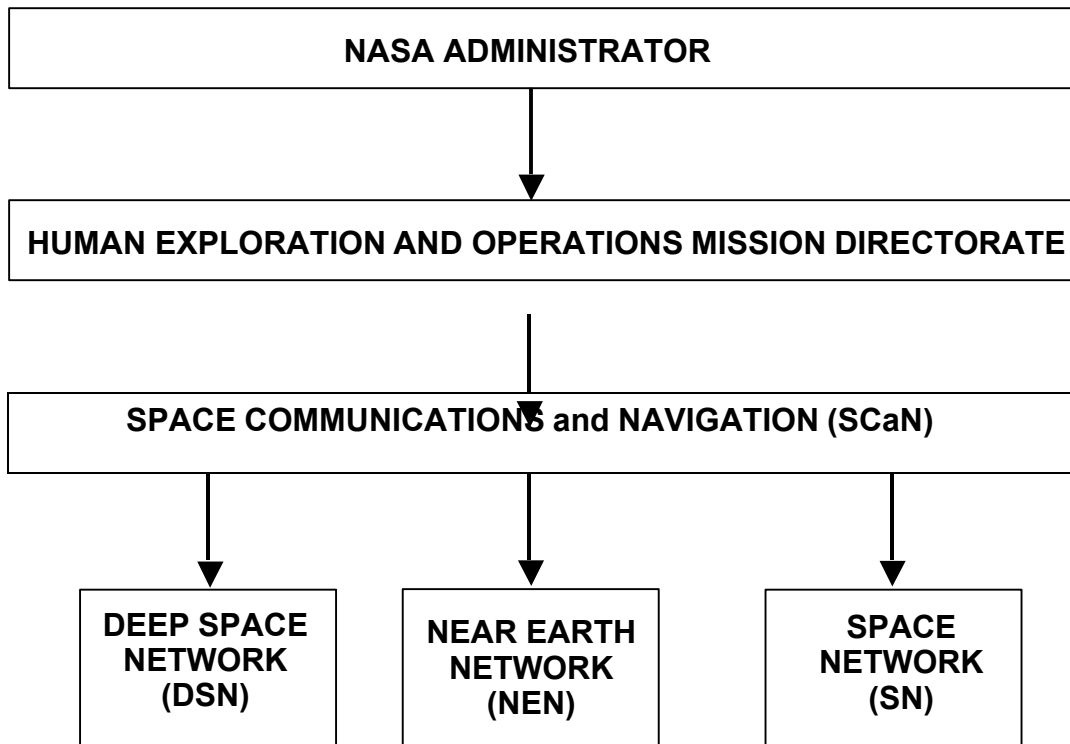 NASA ADMINISTRATOR
HUMAN EXPLORATION AND OPERATIONS MISSION DIRECTORATE
SPACE COMMUNICATIONS and NAVIGATION (SCaN)
DEEP SPACE
NETWORK
(DSN)
NEAR EARTH
NETWORK
(NEN)
SPACE
NETWORK
(SN)